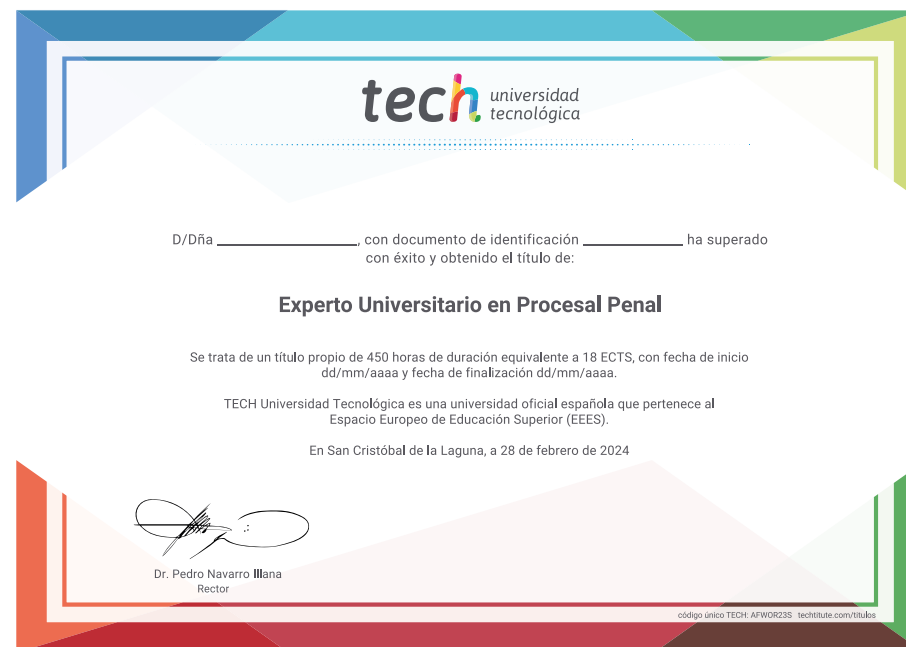 tech universidad
tecnológica
D/Dña ____________________, con documento de identificación ______________ ha superado
con éxito y obtenido el título de:
Experto Universitario en Procesal Penal
Se trata de un título propio de 450 horas de duración equivalente a 18 ECTS, con fecha de inicio
dd/mm/aaaa y fecha de finalización dd/mm/aaaa.
TECH Universidad Tecnológica es una universidad oficial española que pertenece al
Espacio Europeo de Educación Superior (EEES).
En San Cristóbal de la Laguna, a 28 de febrero de 2024
Dr. Pedro Navarro Illana
Rector
código único TECH: AFWOR23S techtitute.com/titulos